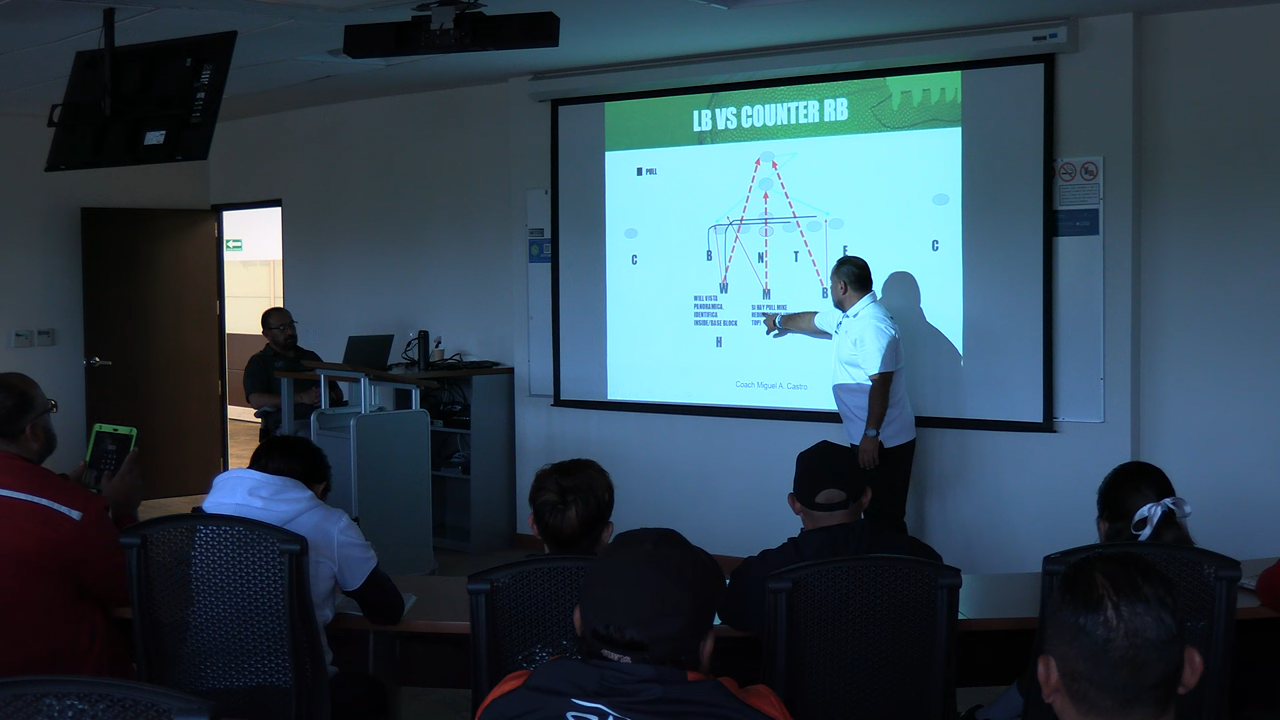 LB VS COUNTER RB
PULL
C
B
N
T
E
C
W
M
B
WILL VISTA
PANORAMICA.
IDENTIFICA
INSIDE/BASE BLOCK
SI HAY PULL MIKE
H
Coach Miguel A. Castro